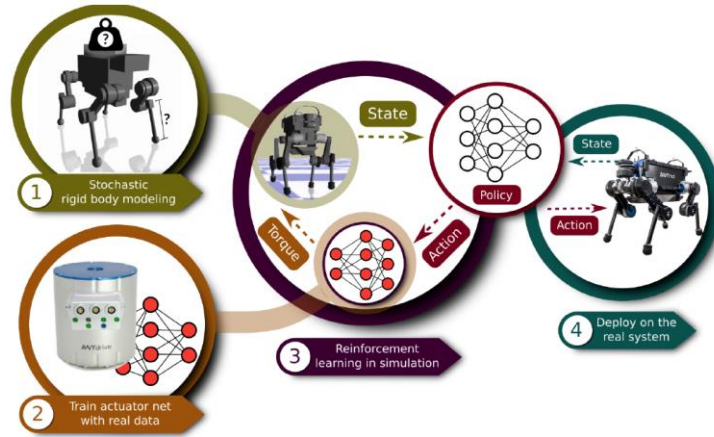 ?
?
1
Stochastic
rigid body modeling
ANYdrive
2
Train actuator net
with real data
State
Policy
Action
Torque
3
Reinforcement
learning in simulation
State
Action
4
Deploy on the
real system